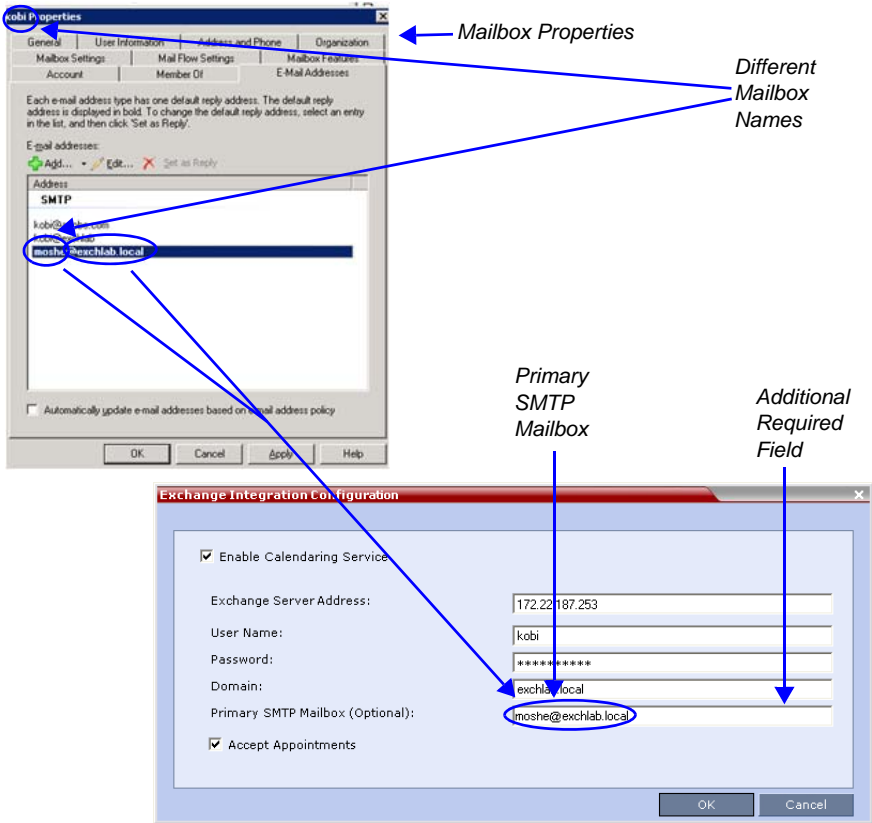 kobi Properties
General User Information Address and Phone Organization
Mailbox Settings Mail Flow Settings Mailbox Features
Account Member Of E-Mail Addresses
Each e-mail address type has one default reply address. The default reply
address is displayed in bold. To change the default reply address, select an entry
in the list, and then click 'Set as Reply'.
E-mail addresses:
Add... Edit... Set as Reply
Address
SMTP
kobi@exchlab
moshe@exchlab.local
Automatically update e-mail addresses based on e-mail address policy
OK Cancel Apply Help
Mailbox Properties
Different
Mailbox
Names
Primary
SMTP
Mailbox
Additional
Required
Field
Exchange Integration Configuration
Enable Calendaring Service
Exchange Server Address: 172.22.187.253
User Name: kobi
Password: **********
Domain: exchlab.local
Primary SMTP Mailbox (Optional): moshe@exchlab.local
Accept Appointments
OK Cancel